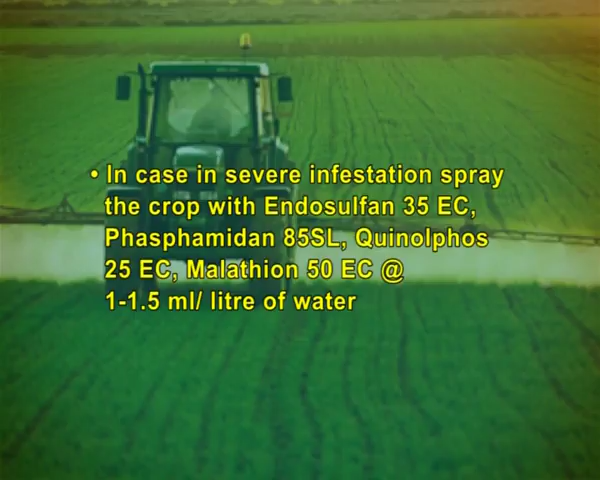 • In case in severe infestation spray
the crop with Endosulfan 35 EC,
Phasphamidan 85SL, Quinolphos
25 EC, Malathion 50 EC @
1-1.5 ml/ litre of water